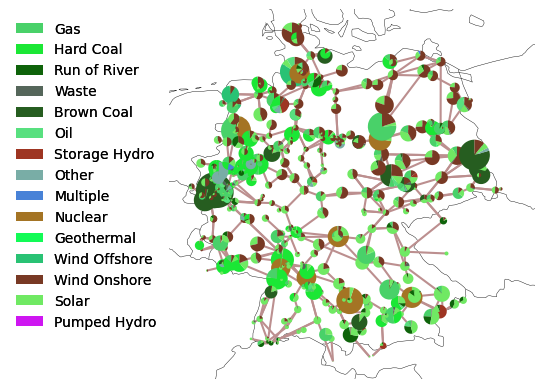 Gas
Hard Coal
Run of River
Waste
Brown Coal
Oil
Storage Hydro
Other
Multiple
Nuclear
Geothermal
Wind Offshore
Wind Onshore
Solar
Pumped Hydro